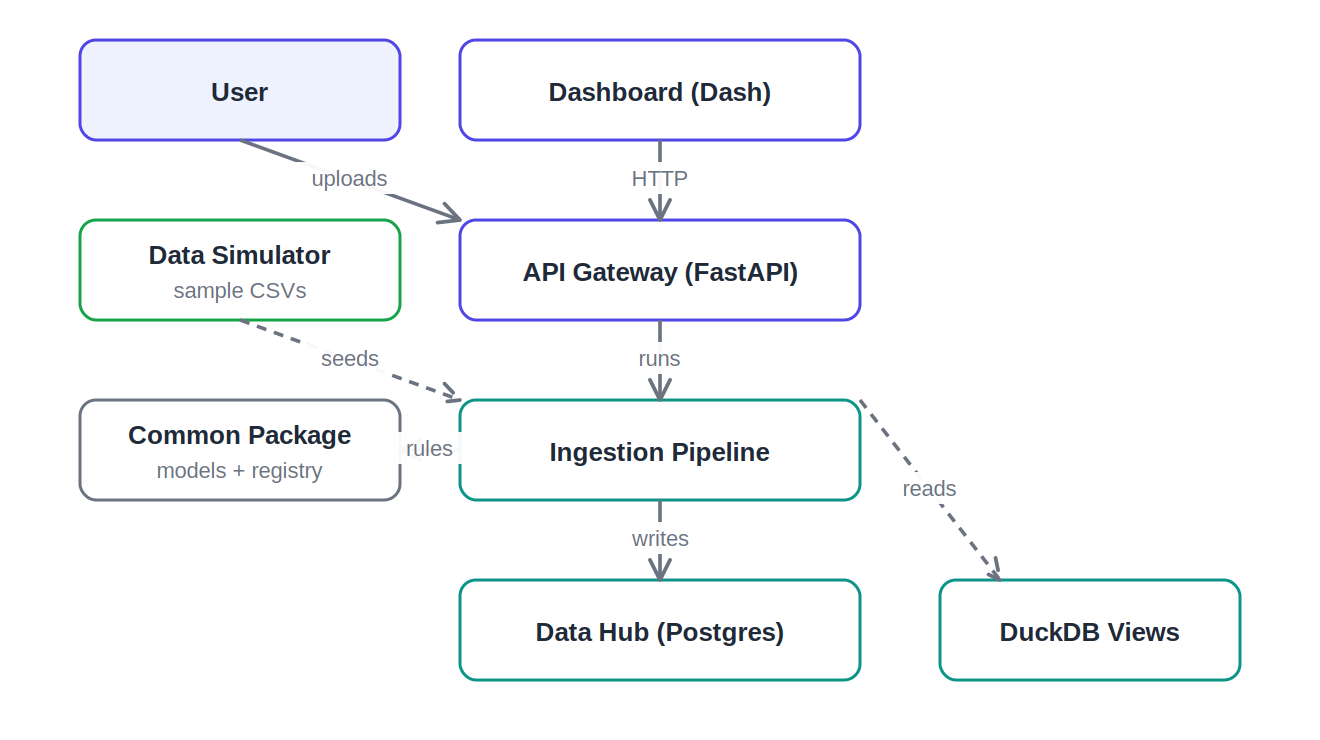 User
Dashboard (Dash)
uploads
HTTP
Data Simulator
sample CSVs
API Gateway (FastAPI)
seeds
runs
Common Package
models + registry
rules
Ingestion Pipeline
reads
writes
Data Hub (Postgres)
DuckDB Views